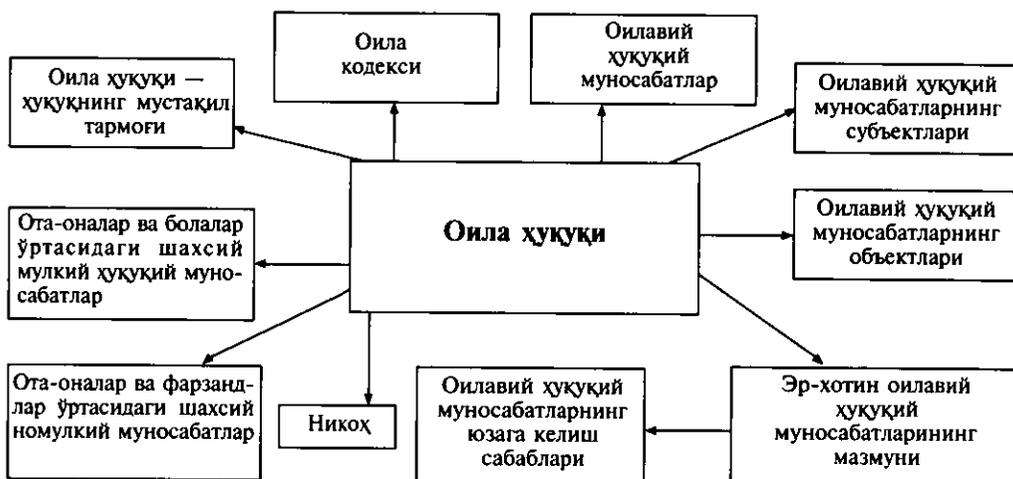 Оила
кодекси
Оилавий
ҳуқуқий
муносабатлар
Оила ҳуқуқи —
ҳуқуқнинг мустақил
тармоғи
Оилавий ҳуқуқий
муносабатларнинг
субъектлари
Ота-оналар ва болалар
ўртасидаги шахсий
мулкий ҳуқуқий муно-
сабатлар
Оила ҳуқуқи
Оилавий ҳуқуқий
муносабатларнинг
объектлари
Ота-оналар ва фарзанд-
лар ўртасидаги шахсий
номулкий муносабатлар
Никоҳ
Оилавий ҳуқуқий
муносабатларнинг
юзага келиш
сабаблари
Эр-хотин оилавий
ҳуқуқий
муносабатларининг
мазмуни